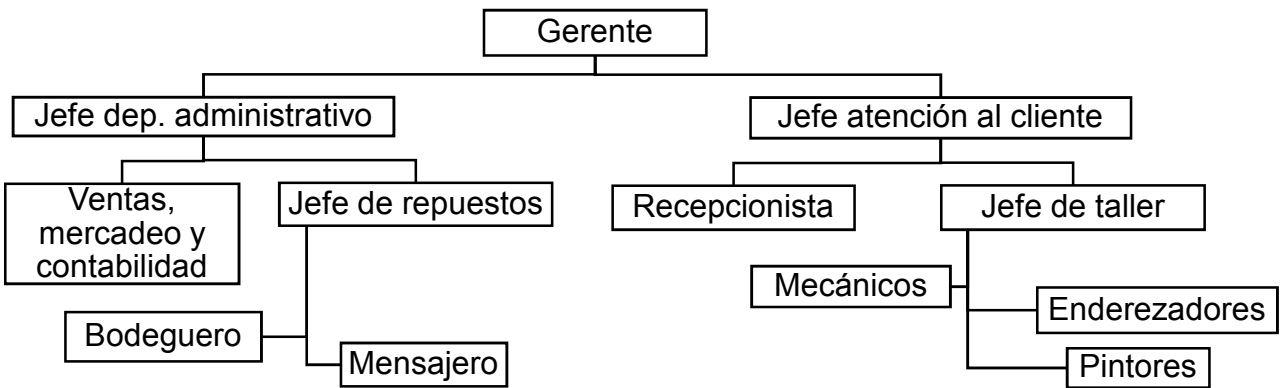 Gerente
Jefe dep. administrativo
Jefe atención al cliente
Ventas,
mercadeo y
contabilidad
Jefe de repuestos
Recepcionista
Jefe de taller
Mecánicos
Enderezadores
Bodeguero
Mensajero
Pintores